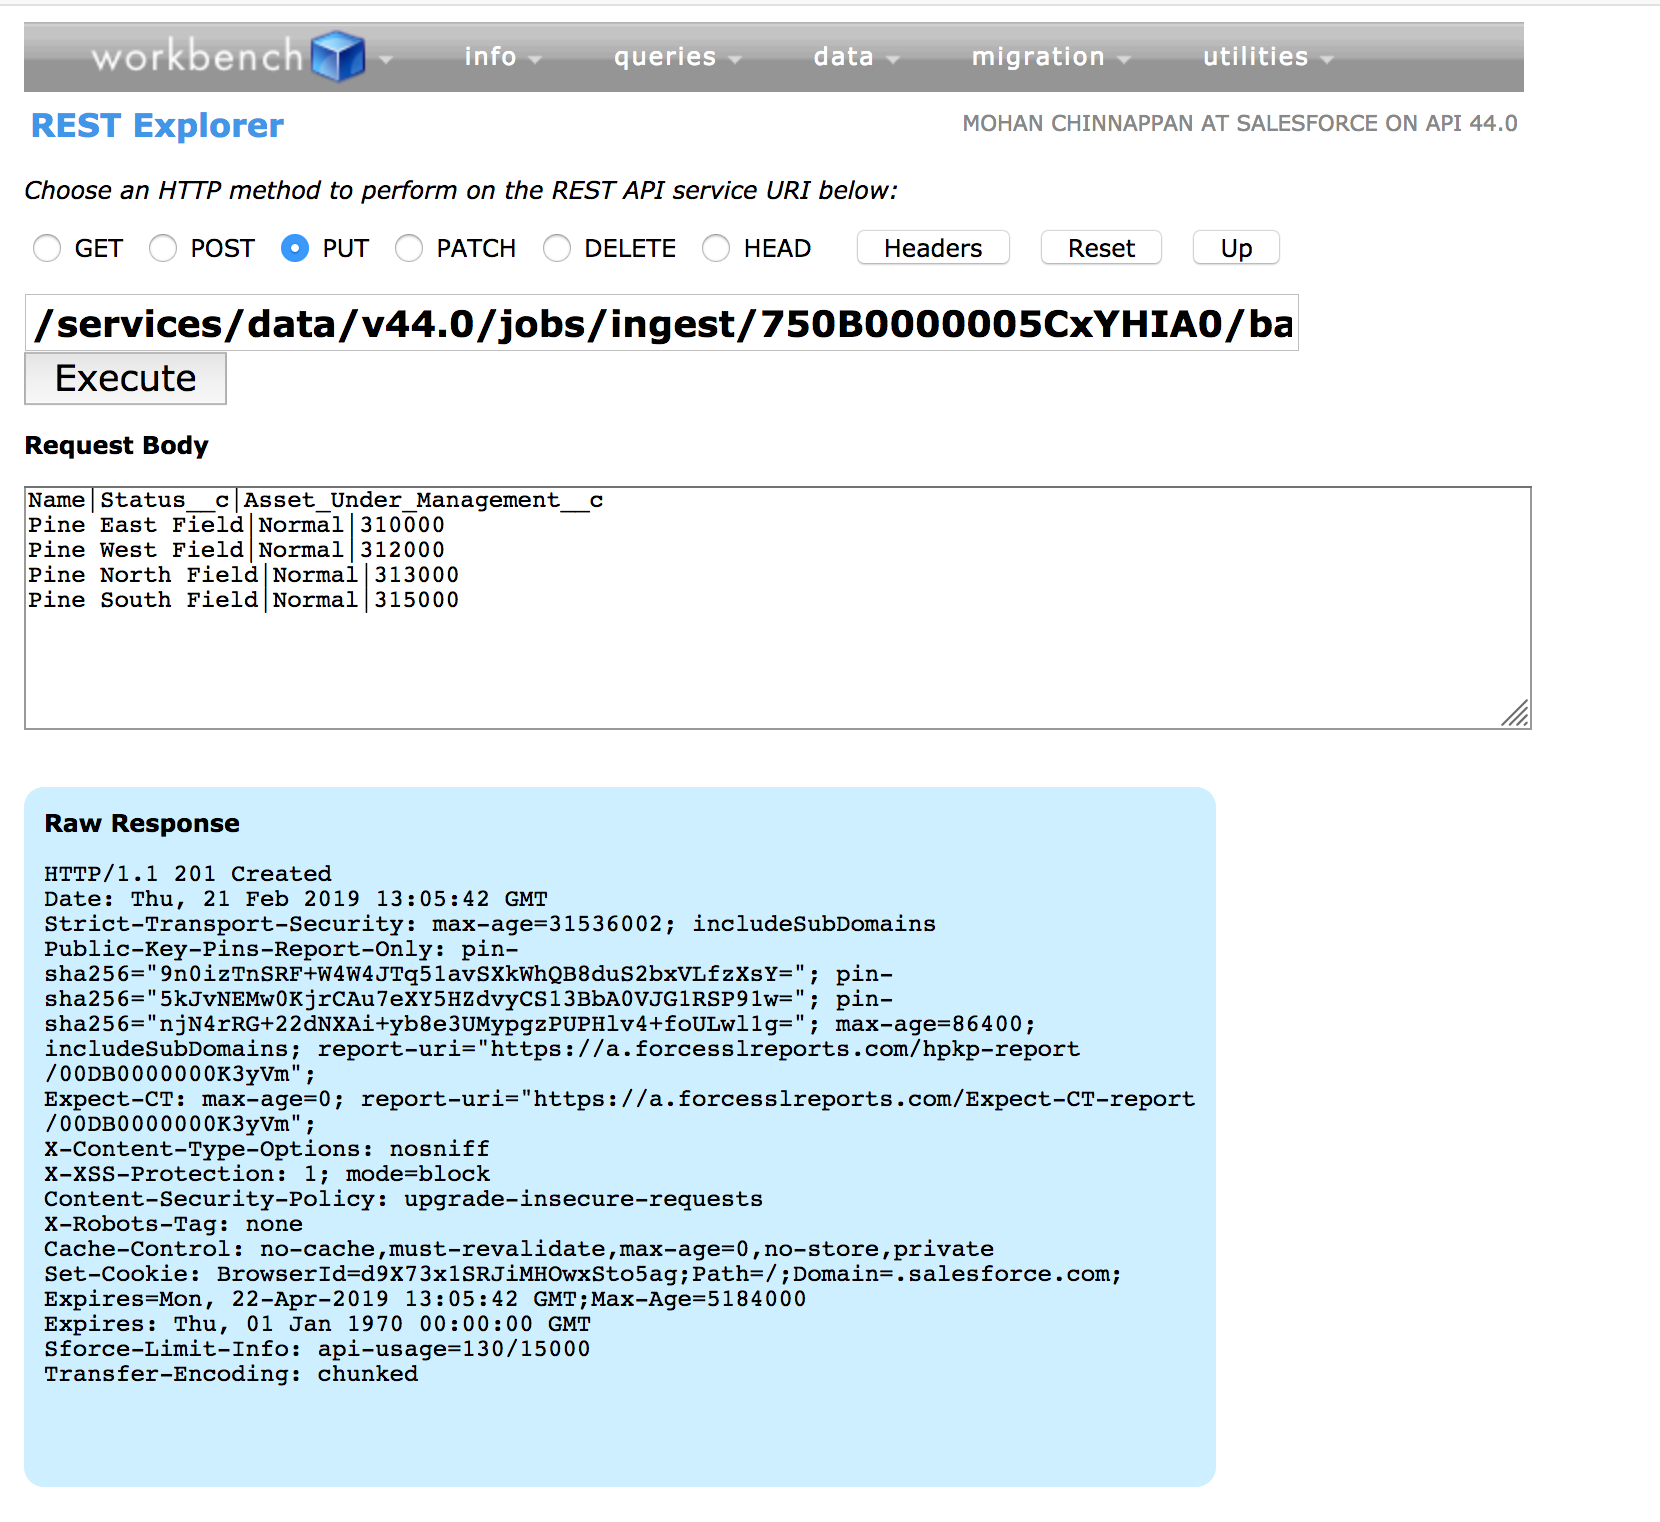 workbench info queries data migration utilities
REST Explorer MOHAN CHINNAPPAN AT SALESFORCE ON API 44.0
Choose an HTTP method to perform on the REST API service URI below:
GET POST PUT PATCH DELETE HEAD Headers Reset Up
/services/data/v44.0/jobs/ingest/750B0000005CxYHIA0/ba
Execute
Request Body
Name|Status__c|Asset_Under_Management__c
Pine East Field|Normal|310000
Pine West Field|Normal|312000
Pine North Field|Normal|313000
Pine South Field|Normal|315000
Raw Response
HTTP/1.1 201 Created
Date: Thu, 21 Feb 2019 13:05:42 GMT
Strict-Transport-Security: max-age=31536002; includeSubDomains
Public-Key-Pins-Report-Only: pin-
sha256="9n0izTnSRF+W4W4JTq51avSXkWhQB8duS2bxVLfzXsY="; pin-
sha256="5kJvNEMw0KjrCAu7eXY5HZdvyCS13BbA0VJG1RSP91w="; pin-
sha256="njN4rRG+22dNXAi+yb8e3UMypgzPUPHlv4+foULwl1g="; max-age=86400;
includeSubDomains; report-uri="https://a.forcesslreports.com/hpkp-report
/00DB0000000K3yVm";
Expect-CT: max-age=0; report-uri="https://a.forcesslreports.com/Expect-CT-report
/00DB0000000K3yVm";
X-Content-Type-Options: nosniff
X-XSS-Protection: 1; mode=block
Content-Security-Policy: upgrade-insecure-requests
X-Robots-Tag: none
Cache-Control: no-cache,must-revalidate,max-age=0,no-store,private
Set-Cookie: BrowserId=d9X73x1SRJiMHOwxSto5ag;Path=/;Domain=.salesforce.com;
Expires=Mon, 22-Apr-2019 13:05:42 GMT;Max-Age=5184000
Expires: Thu, 01 Jan 1970 00:00:00 GMT
Sforce-Limit-Info: api-usage=130/15000
Transfer-Encoding: chunked